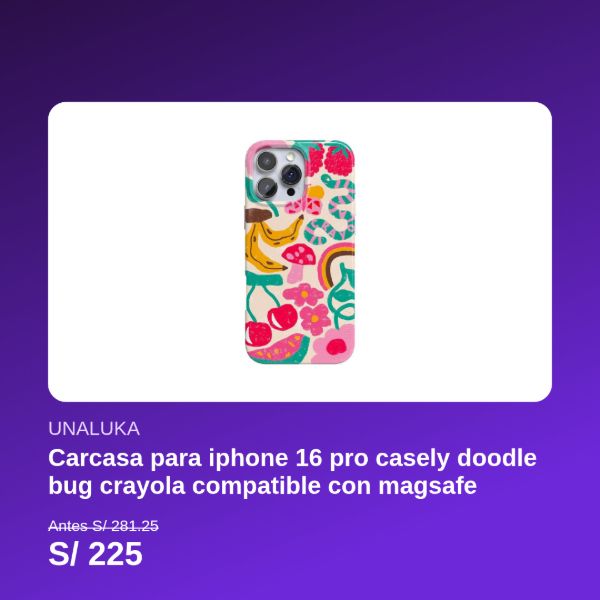 UNALUKA
Carcasa para iphone 16 pro casely doodle
bug crayola compatible con magsafe
Antes S/ 281.25
S/ 225